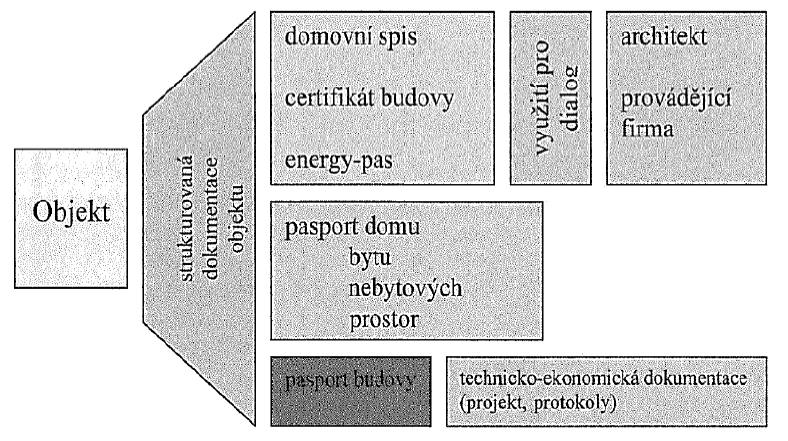 Objekt
strukturovaná
dokumentace
objektu
domovní spis
certifikát budovy
energy-pas
využití pro
dialog
architekt
provádějící
firma
pasport domu
bytu
nebytových
prostor
pasport budovy
technicko-ekonomická dokumentace
(projekt, protokoly)